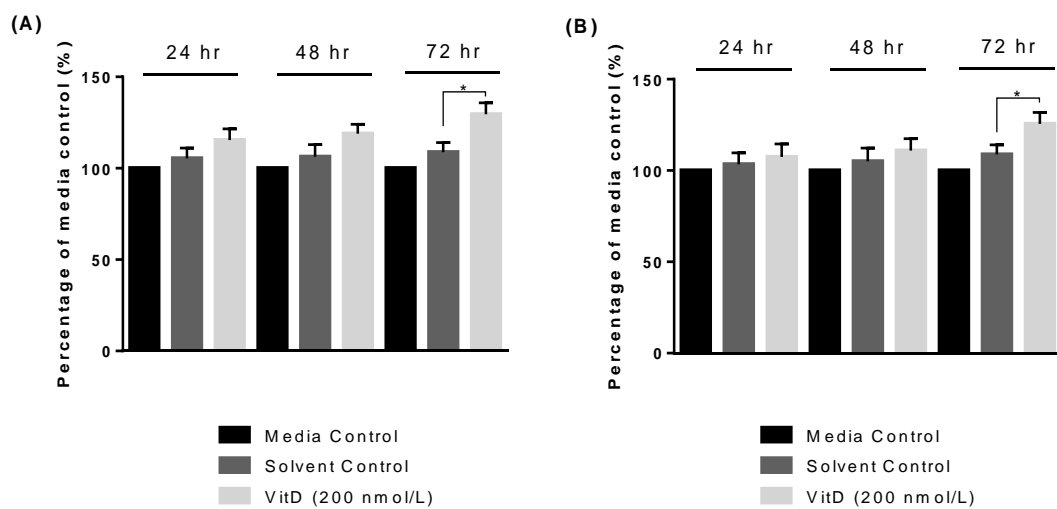 (A)
24 hr 48 hr 72 hr
Percentage of media control (%)
150
100
50
0
*
Media Control
Solvent Control
VitD (200 nmol/L)
(B)
24 hr 48 hr 72 hr
Percentage of media control (%)
150
100
50
0
*
Media Control
Solvent Control
VitD (200 nmol/L)